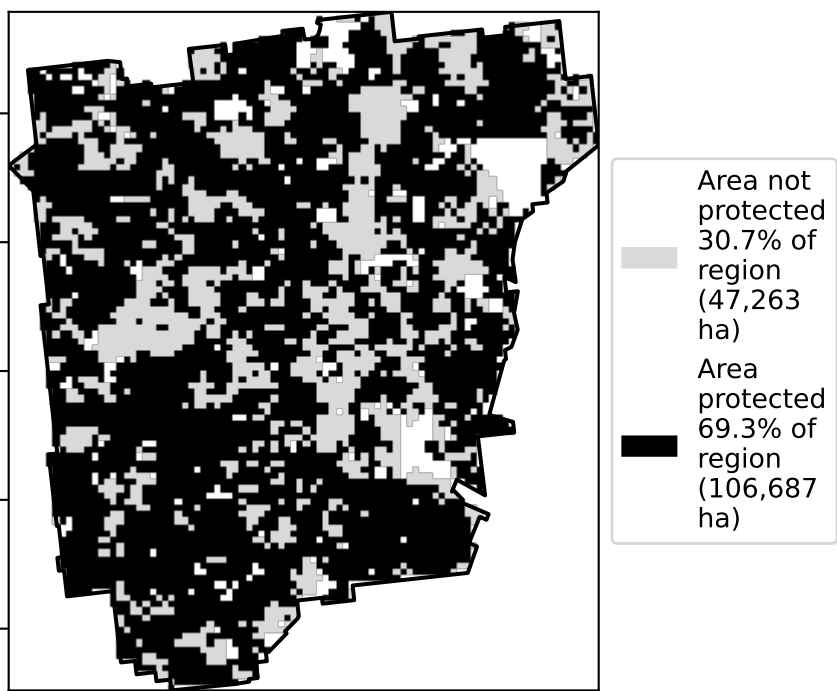 Area not
protected
30.7% of
region
(47,263
ha)
Area
protected
69.3% of
region
(106,687
ha)